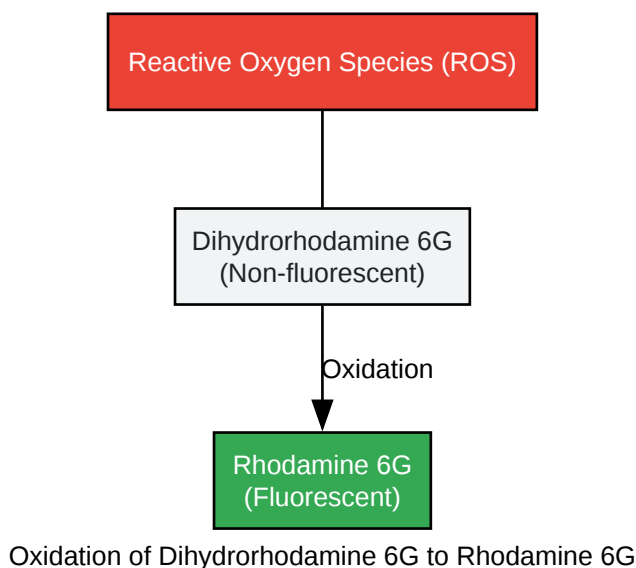 Reactive Oxygen Species (ROS)
Dihydrorhodamine 6G
(Non-fluorescent)
Oxidation
Rhodamine 6G
(Fluorescent)
Oxidation of Dihydrorhodamine 6G to Rhodamine 6G